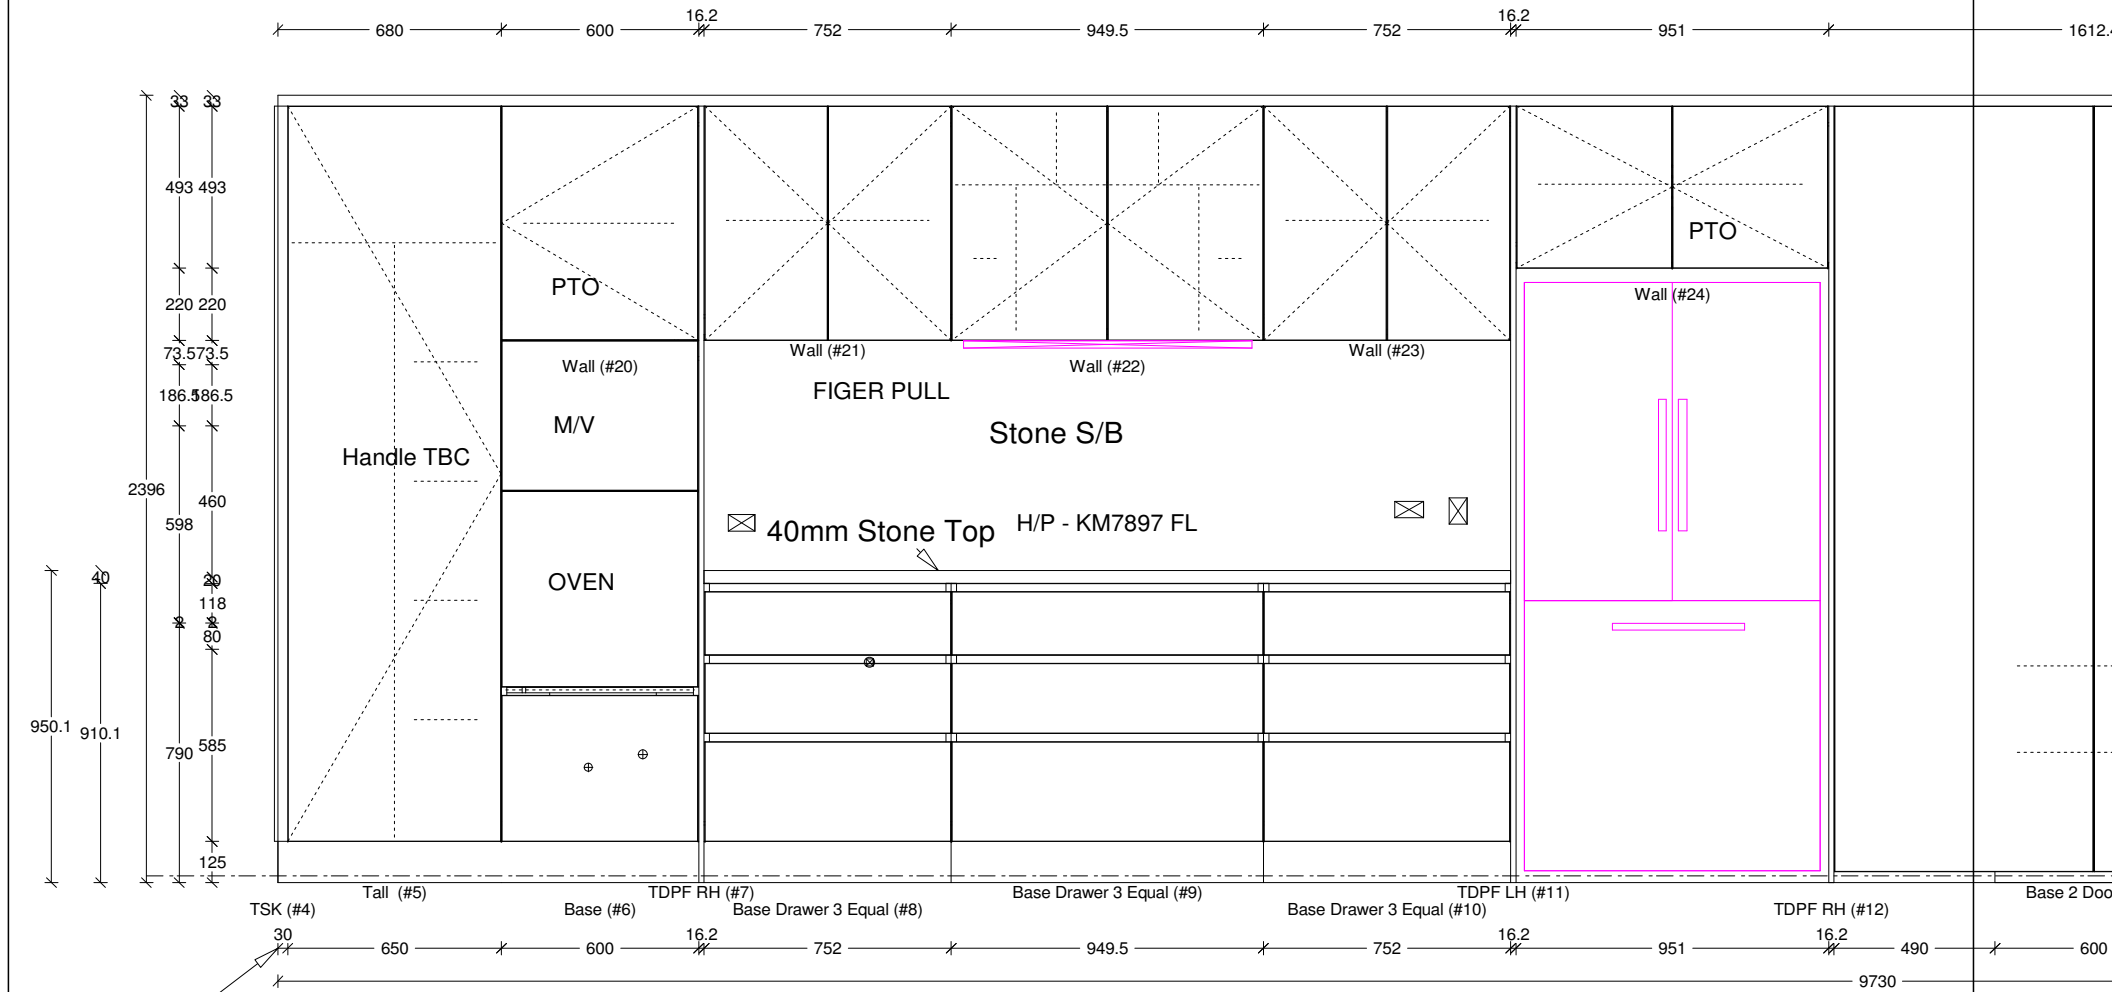 16.2 16.2
680 600 752 949.5 752 951 1612.4
33 33
493 493
PTO
PTO
220 220
Wall (#24)
73.5 73.5
Wall (#21) Wall (#23)
Wall (#20) Wall (#22)
186.5 186.5
FIGER PULL
M/V
Stone S/B
Handle TBC
2396
460
598
40mm Stone Top H/P - KM7897 FL
40 20
OVEN
118
2 2
80
950.1 910.1
790 585
125
Tall (#5) TDPF RH (#7) Base Drawer 3 Equal (#9) TDPF LH (#11) Base 2 Doo
TSK (#4) Base (#6) Base Drawer 3 Equal (#8) Base Drawer 3 Equal (#10) TDPF RH (#12)
30 16.2 16.2 16.2
650 600 752 949.5 752 951 490 600
9730